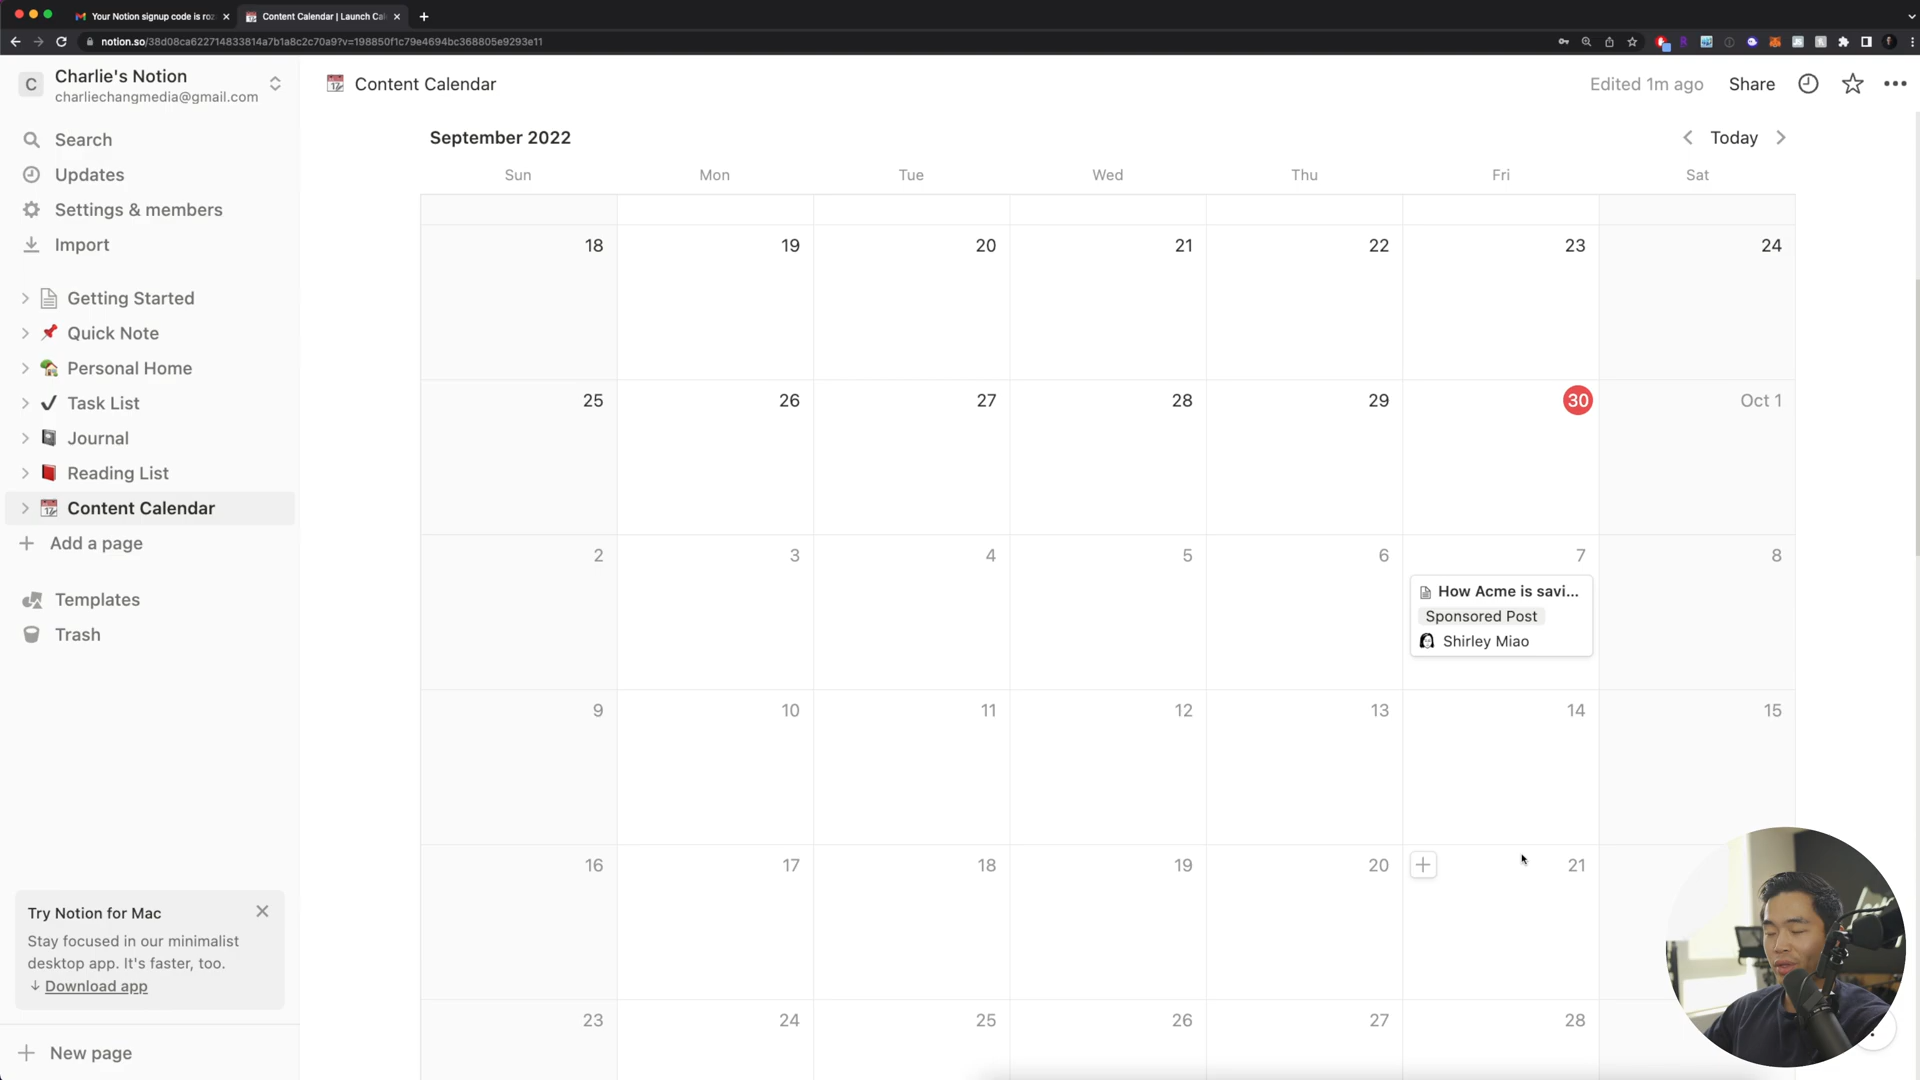 Your Notion signup code is roz
Content Calendar | Launch Cal
notion.so/38d08ca622714833814a7b1a8c2c70a9?v=198850f1c79e4694bc368805e9293e11
C
Charlie's Notion
charliechangmedia@gmail.com
Search
Updates
Settings & members
Import
Getting Started
Quick Note
Personal Home
Task List
Journal
Reading List
Content Calendar
Add a page
Templates
Trash
Try Notion for Mac
Stay focused in our minimalist
desktop app. It's faster, too.
↓ Download app
New page
Content Calendar
Edited 1m ago
Share
September 2022
Today
Sun Mon Tue Wed Thu Fri Sat
18 19 20 21 22 23 24
25 26 27 28 29 30 Oct 1
2 3 4 5 6 7 8
How Acme is savi...
Sponsored Post
Shirley Miao
9 10 11 12 13 14 15
16 17 18 19 20 21
23 24 25 26 27 28